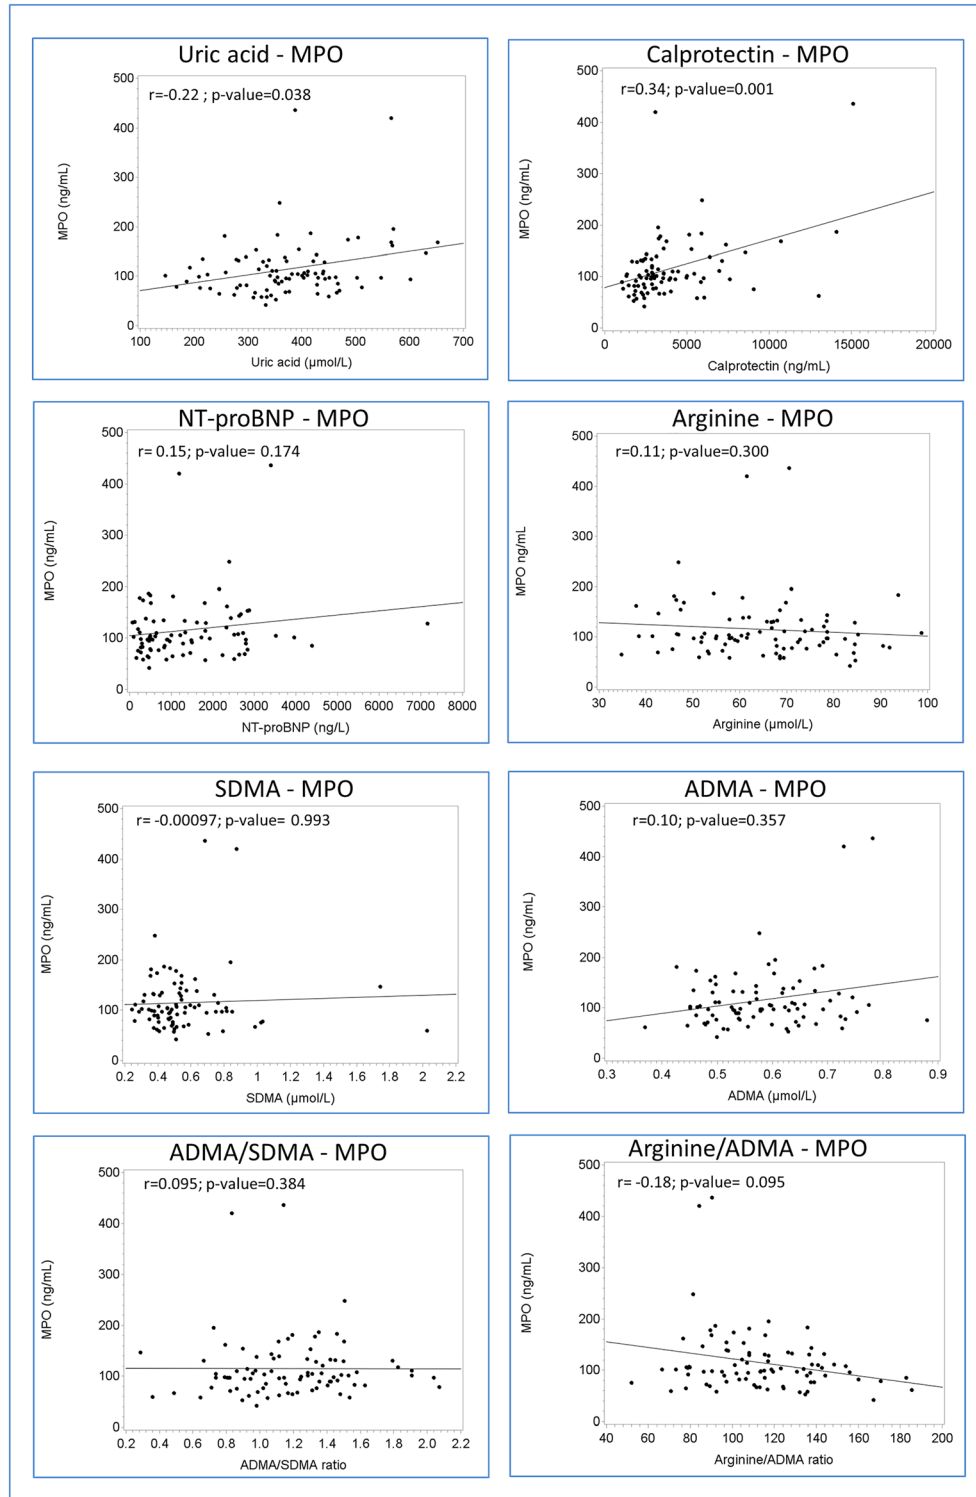 Uric acid - MPO
r=-0.22 ; p-value=0.038
500
400
300
200
100
0
MPO (ng/mL)
100 200 300 400 500 600 700
Uric acid (µmol/L)
Calprotectin - MPO
r=0.34; p-value=0.001
500
400
300
200
100
0
MPO (ng/mL)
0 5000 10000 15000 20000
Calprotectin (ng/mL)
NT-proBNP - MPO
r= 0.15; p-value= 0.174
500
400
300
200
100
0
MPO (ng/mL)
0 1000 2000 3000 4000 5000 6000 7000 8000
NT-proBNP (ng/L)
Arginine - MPO
r=0.11; p-value=0.300
500
400
300
200
100
0
MPO ng/mL
30 40 50 60 70 80 90 100
Arginine (µmol/L)
SDMA - MPO
r= -0.00097; p-value= 0.993
500
400
300
200
100
0
MPO (ng/mL)
0.2 0.4 0.6 0.8 1 1.2 1.4 1.6 1.8 2.0 2.2
SDMA (µmol/L)
ADMA - MPO
r=0.10; p-value=0.357
500
400
300
200
100
0
MPO (ng/mL)
0.3 0.4 0.5 0.6 0.7 0.8 0.9
ADMA (µmol/L)
ADMA/SDMA - MPO
r=0.095; p-value=0.384
500
400
300
200
100
0
MPO (ng/mL)
0.2 0.4 0.6 0.8 1.0 1.2 1.4 1.6 1.8 2.0 2.2
ADMA/SDMA ratio
Arginine/ADMA - MPO
r= -0.18; p-value= 0.095
500
400
300
200
100
0
MPO (ng/mL)
40 60 80 100 120 140 160 180 200
Arginine/ADMA ratio